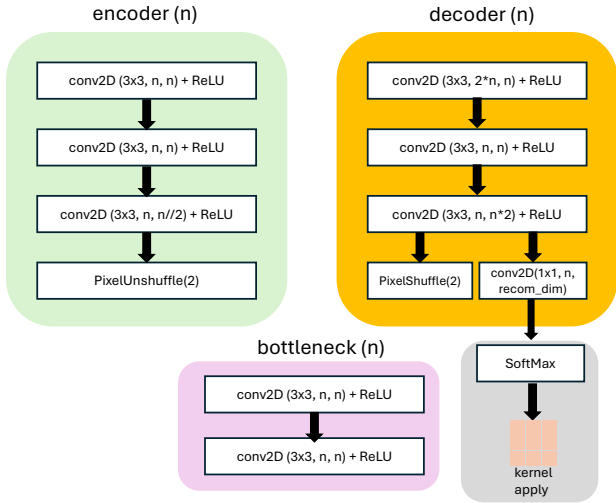 encoder (n)
conv2D (3x3, n, n) + ReLU
conv2D (3x3, n, n) + ReLU
conv2D (3x3, n, n//2) + ReLU
PixelUnshuffle(2)
decoder (n)
conv2D (3x3, 2*n, n) + ReLU
conv2D (3x3, n, n) + ReLU
conv2D (3x3, n, n*2) + ReLU
PixelShuffle(2)
conv2D(1x1, n,
recom_dim)
bottleneck (n)
conv2D (3x3, n, n) + ReLU
conv2D (3x3, n, n) + ReLU
SoftMax
kernel
apply